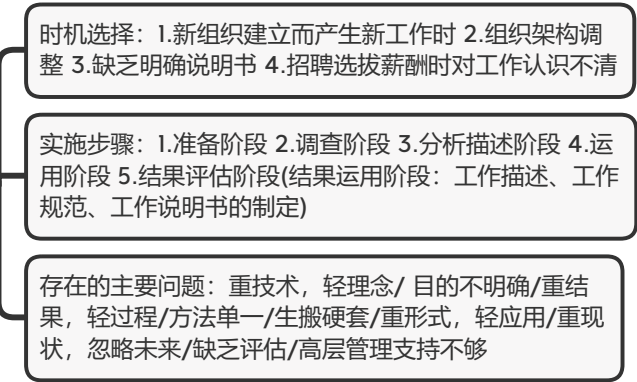 时机选择：1.新组织建立而产生新工作时 2.组织架构调
整 3.缺乏明确说明书 4.招聘选拔薪酬时对工作认识不清
实施步骤：1.准备阶段 2.调查阶段 3.分析描述阶段 4.运
用阶段 5.结果评估阶段(结果运用阶段：工作描述、工作
规范、工作说明书的制定)
存在的主要问题：重技术，轻理念/ 目的不明确/重结
果，轻过程/方法单一/生搬硬套/重形式，轻应用/重现
状，忽略未来/缺乏评估/高层管理支持不够